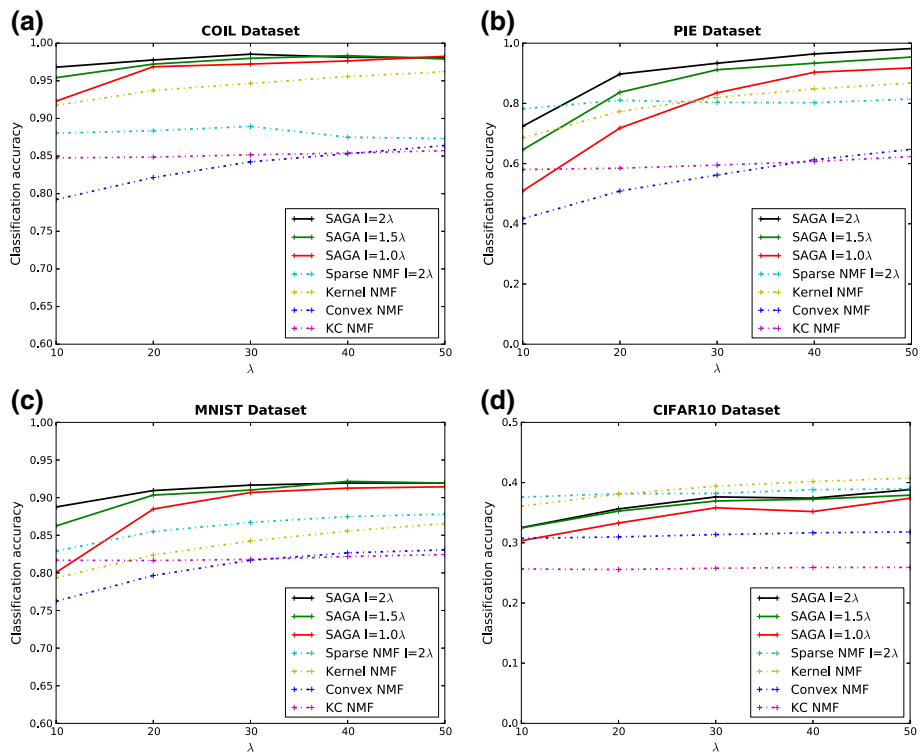 (a)
COIL Dataset
1.00
0.95
0.90
0.85
0.80
0.75
0.70
0.65
0.60
Classification accuracy
10
20
30
40
50
λ
SAGA l=2λ
SAGA l=1.5λ
SAGA l=1.0λ
Sparse NMF l=2λ
Kernel NMF
Convex NMF
KC NMF
(b)
PIE Dataset
1.0
0.8
0.6
0.4
0.2
0.0
Classification accuracy
10
20
30
40
50
λ
SAGA l=2λ
SAGA l=1.5λ
SAGA l=1.0λ
Sparse NMF l=2λ
Kernel NMF
Convex NMF
KC NMF
(c)
MNIST Dataset
1.00
0.95
0.90
0.85
0.80
0.75
0.70
0.65
0.60
Classification accuracy
10
20
30
40
50
λ
SAGA l=2λ
SAGA l=1.5λ
SAGA l=1.0λ
Sparse NMF l=2λ
Kernel NMF
Convex NMF
KC NMF
(d)
CIFAR10 Dataset
0.5
0.4
0.3
0.2
0.1
0.0
Classification accuracy
10
20
30
40
50
λ
SAGA l=2λ
SAGA l=1.5λ
SAGA l=1.0λ
Sparse NMF l=2λ
Kernel NMF
Convex NMF
KC NMF